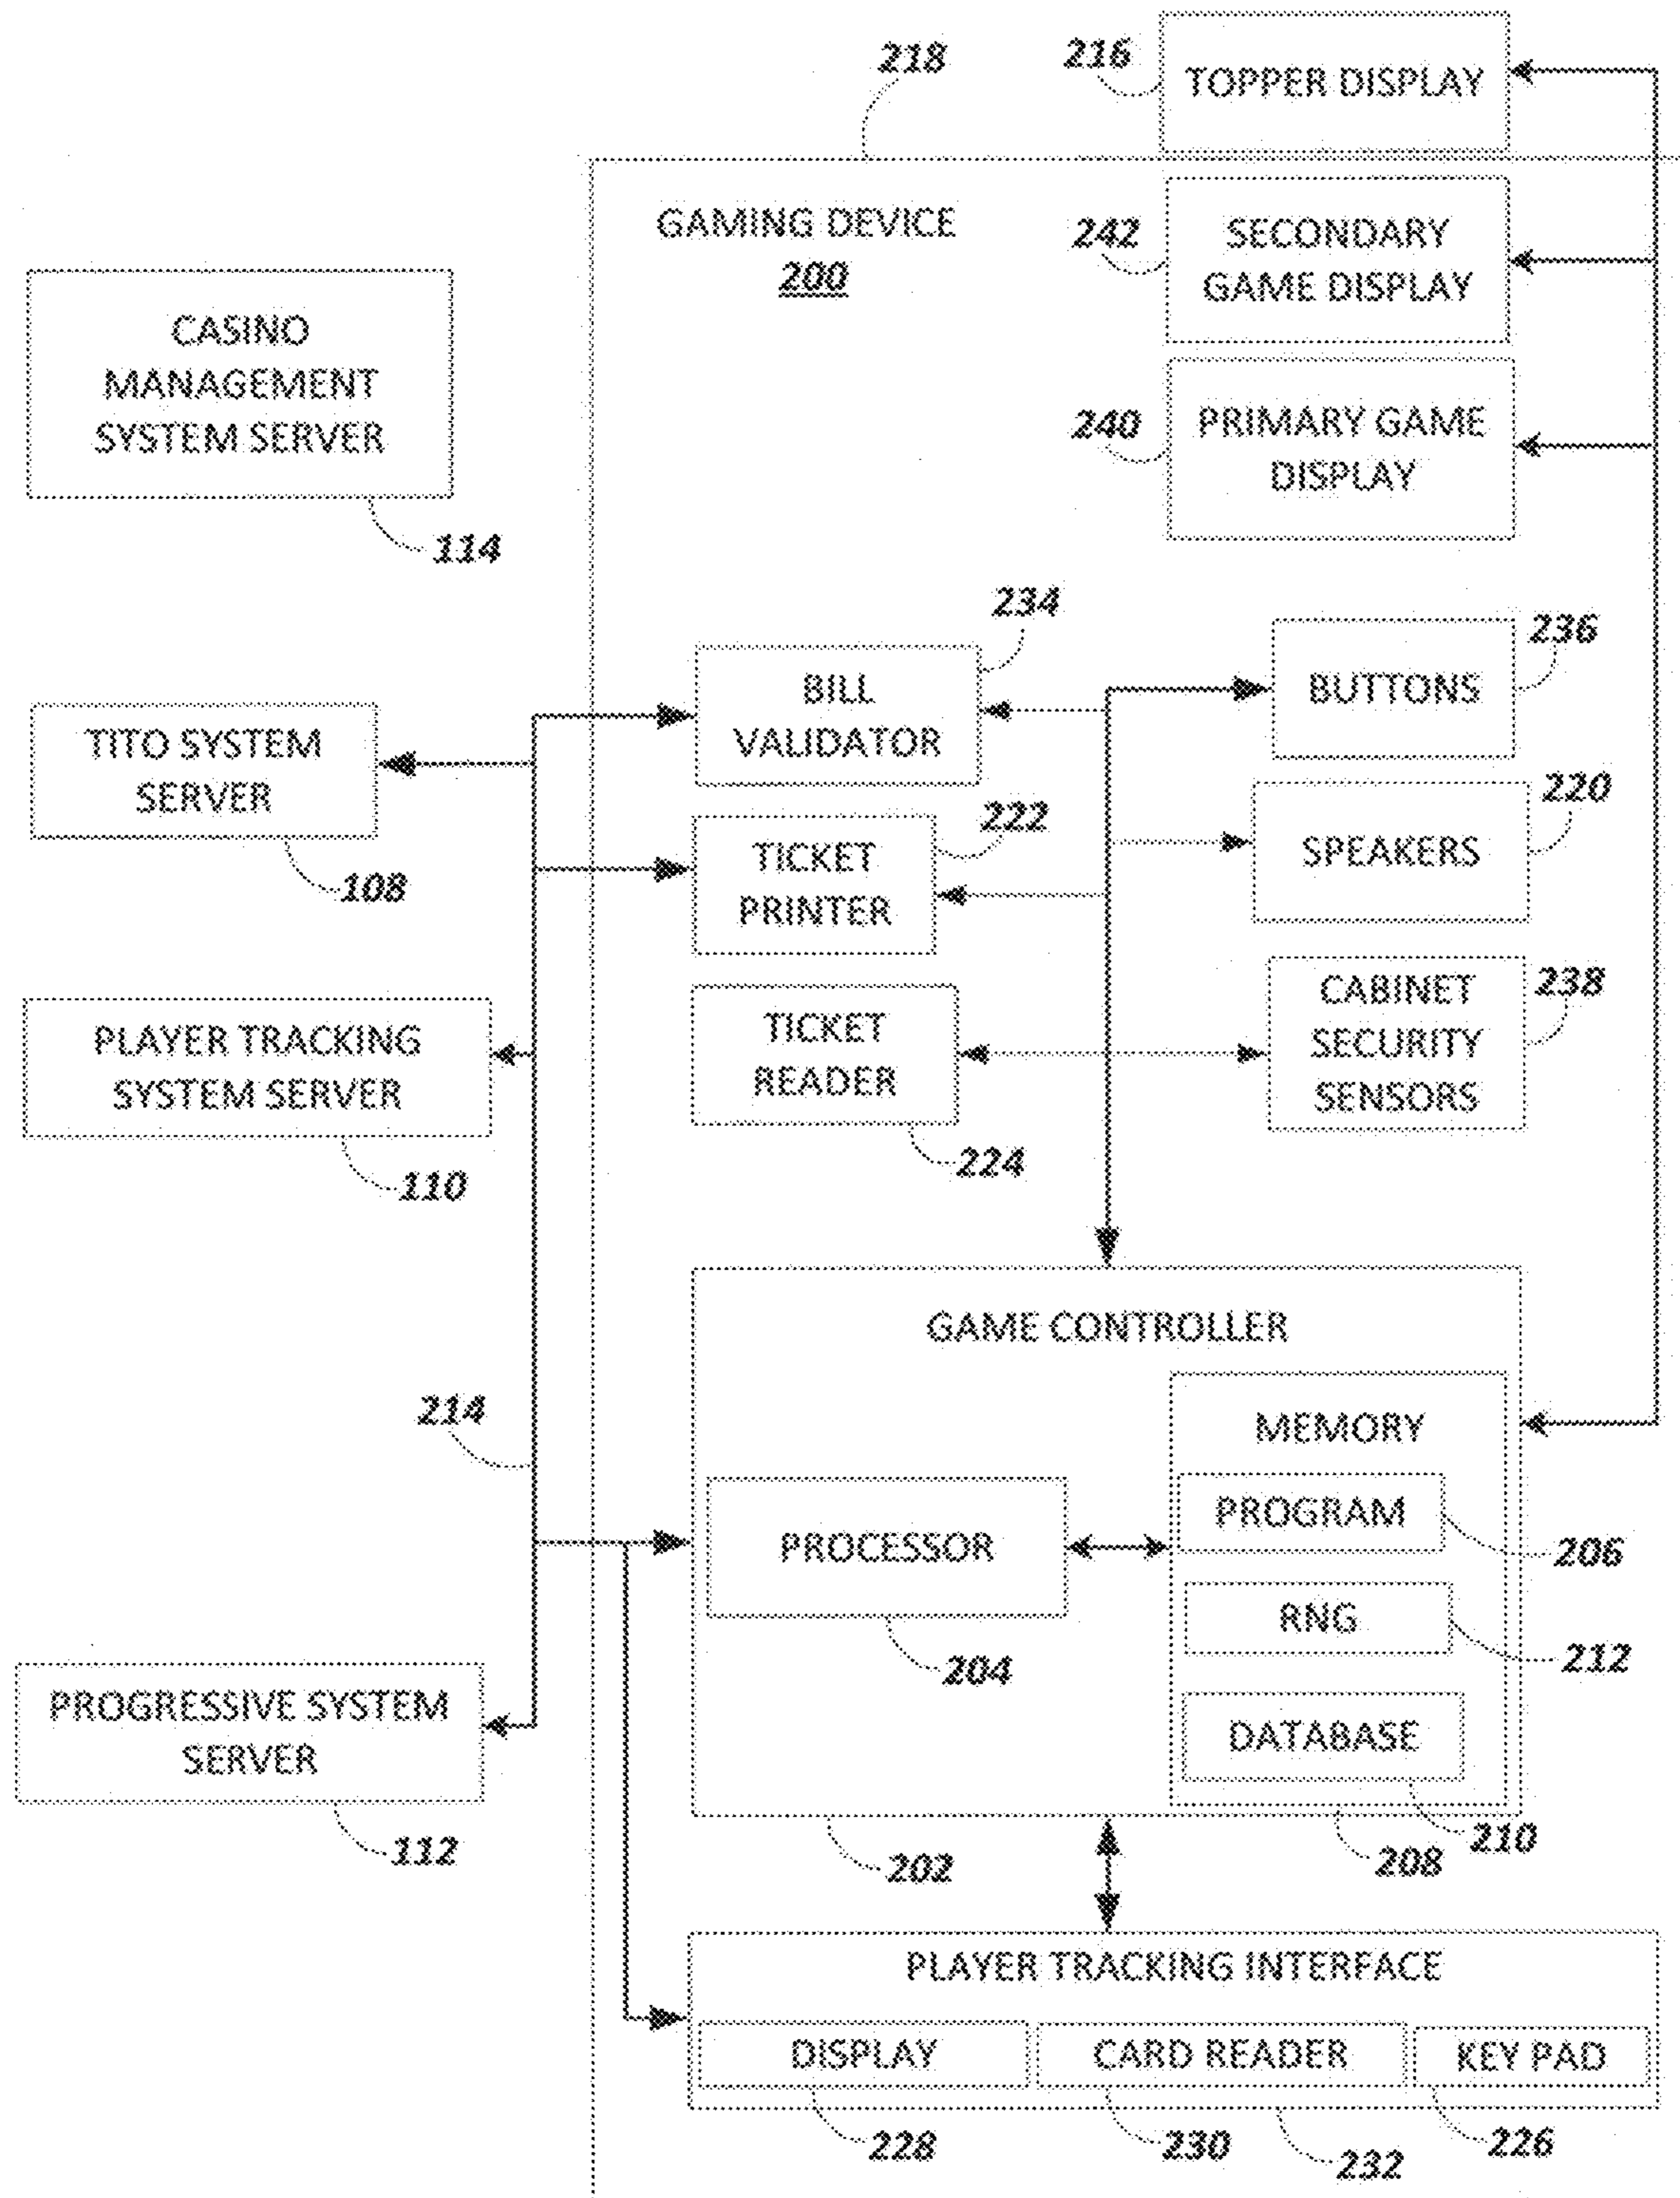 218
216
TOPPER DISPLAY
GAMING DEVICE
200
242
SECONDARY
GAME DISPLAY
CASINO
MANAGEMENT
SYSTEM SERVER
114
240
PRIMARY GAME
DISPLAY
234
BILL
VALIDATOR
236
BUTTONS
TITO SYSTEM
SERVER
108
222
TICKET
PRINTER
220
SPEAKERS
PLAYER TRACKING
SYSTEM SERVER
110
TICKET
READER
224
CABINET
SECURITY
SENSORS
238
GAME CONTROLLER
214
MEMORY
PROCESSOR
204
PROGRAM
206
RNG
212
DATABASE
210
208
202
PROGRESSIVE SYSTEM
SERVER
112
PLAYER TRACKING INTERFACE
DISPLAY
CARD READER
KEY PAD
228
230
232
226